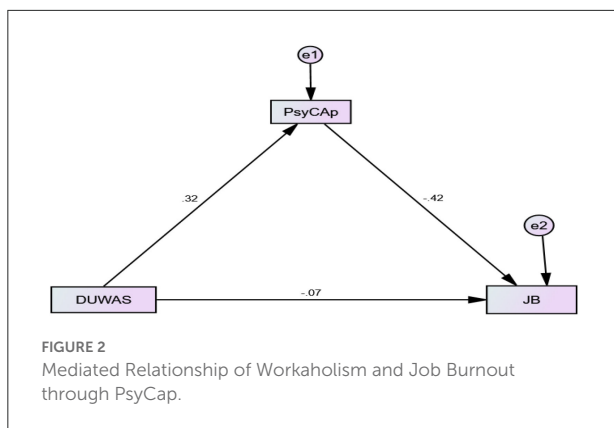 e1
PsyCAp
.32
-.42
e2
DUWAS
-.07
JB
FIGURE 2
Mediated Relationship of Workaholism and Job Burnout
through PsyCap.